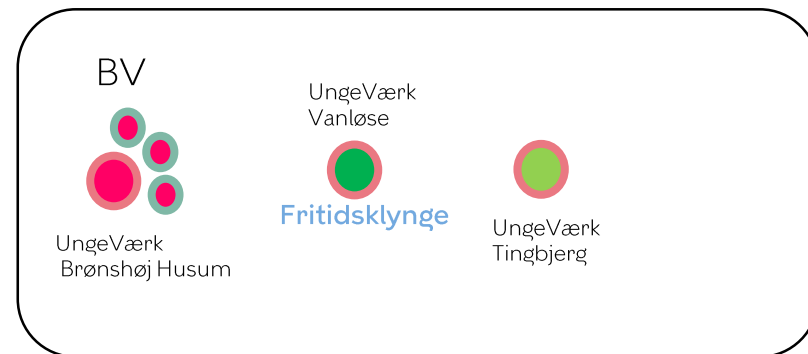 BV
UngeVærk
Vanløse
Fritidsklynge
UngeVærk
Tingbjerg
UngeVærk
Brønshøj Husum